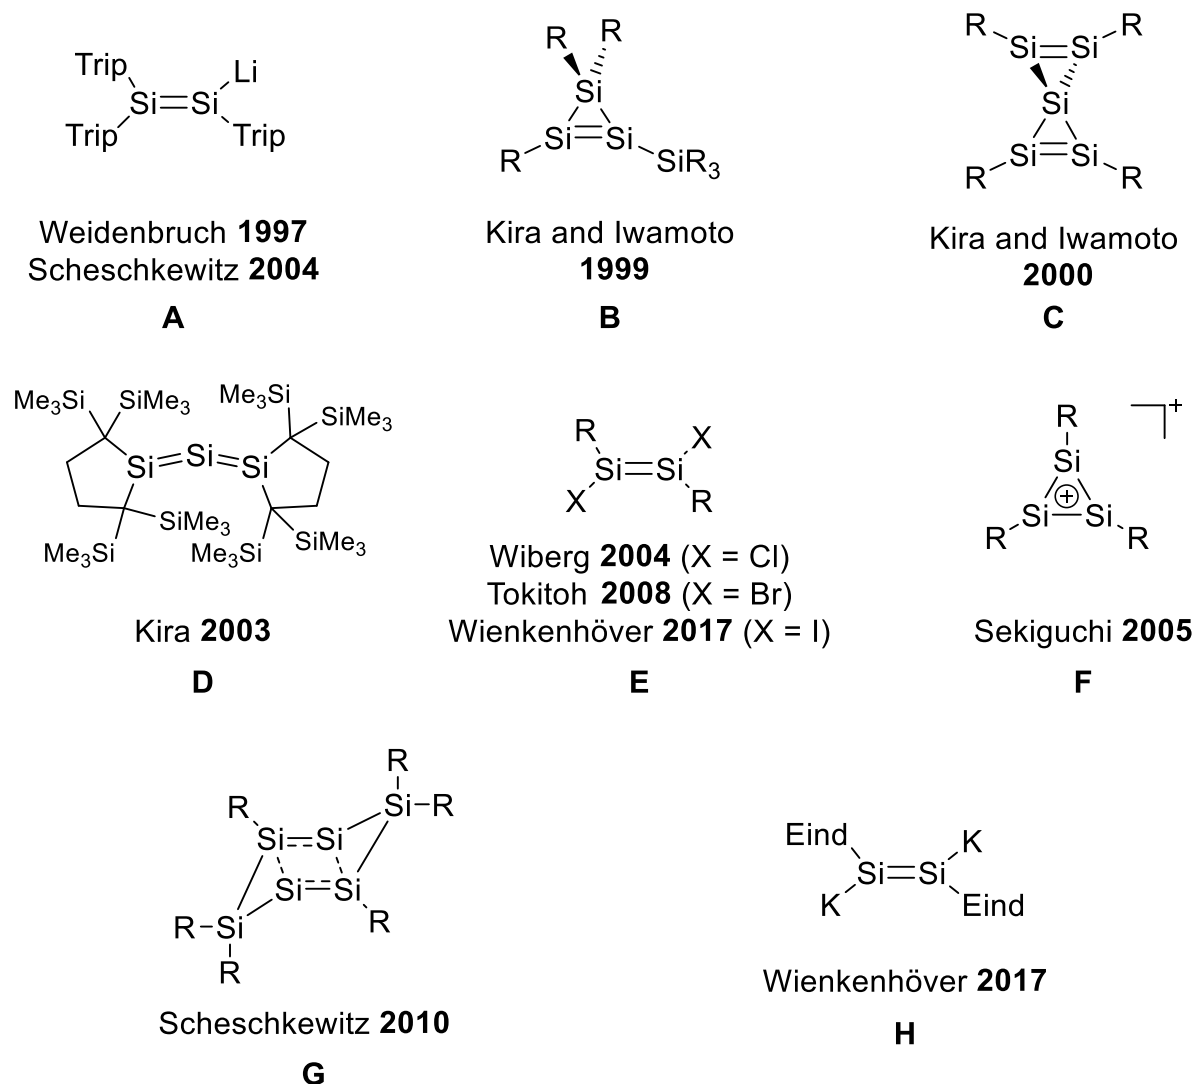 Trip Li
Si=Si
Trip Trip
Weidenbruch 1997
Scheschkewitz 2004
A
R R
Si
Si=Si
R SiR3
Kira and Iwamoto
1999
B
R Si=Si R
Si
Si=Si
R R
Kira and Iwamoto
2000
C
Me3Si SiMe3 Me3Si SiMe3
Si=Si=Si
SiMe3
Me3Si Me3Si SiMe3
Kira 2003
D
R X
Si=Si
X R
Wiberg 2004 (X = Cl)
Tokitoh 2008 (X = Br)
Wienkenhöver 2017 (X = I)
E
+
R
Si
+
Si Si
R R
Sekiguchi 2005
F
R
R Si-R
Si Si
Si Si
R-Si R
R
Scheschkewitz 2010
G
Eind K
Si=Si
K Eind
Wienkenhöver 2017
H